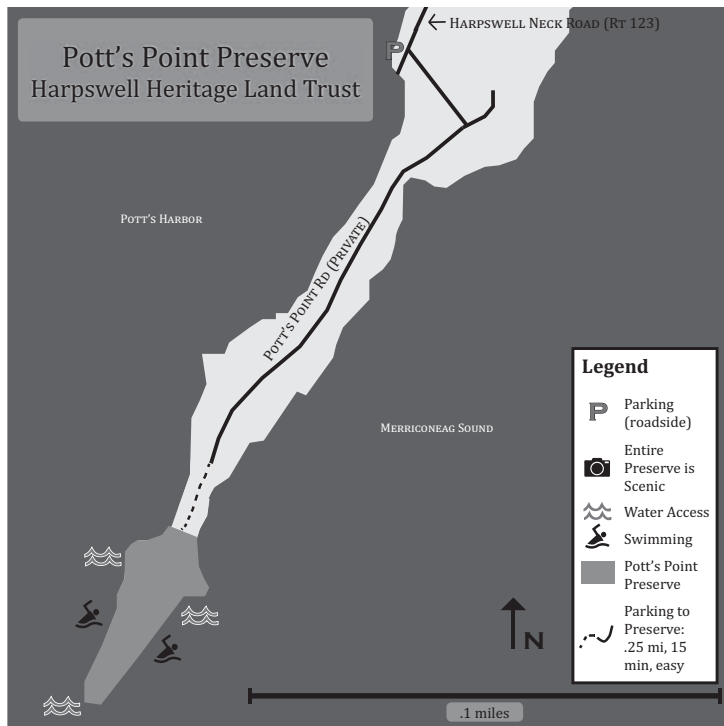 Pott's Point Preserve
Harpswell Heritage Land Trust
Harpswell Neck Road (Rt 123)
P
Pott's Harbor
Pott's Point Rd (Private)
Merriconeag Sound
Legend
P
Parking
(roadside)
Entire
Preserve is
Scenic
Water Access
Swimming
Pott's Point
Preserve
Parking to
Preserve:
.25 mi, 15
min, easy
N
.1 miles